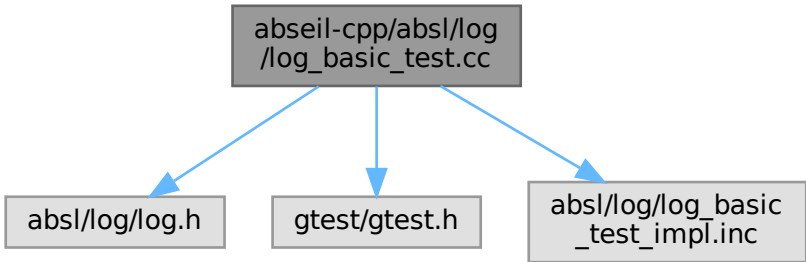 abseil-cpp/absl/log
/log_basic_test.cc
absl/log/log.h
gtest/gtest.h
absl/log/log_basic
_test_impl.inc